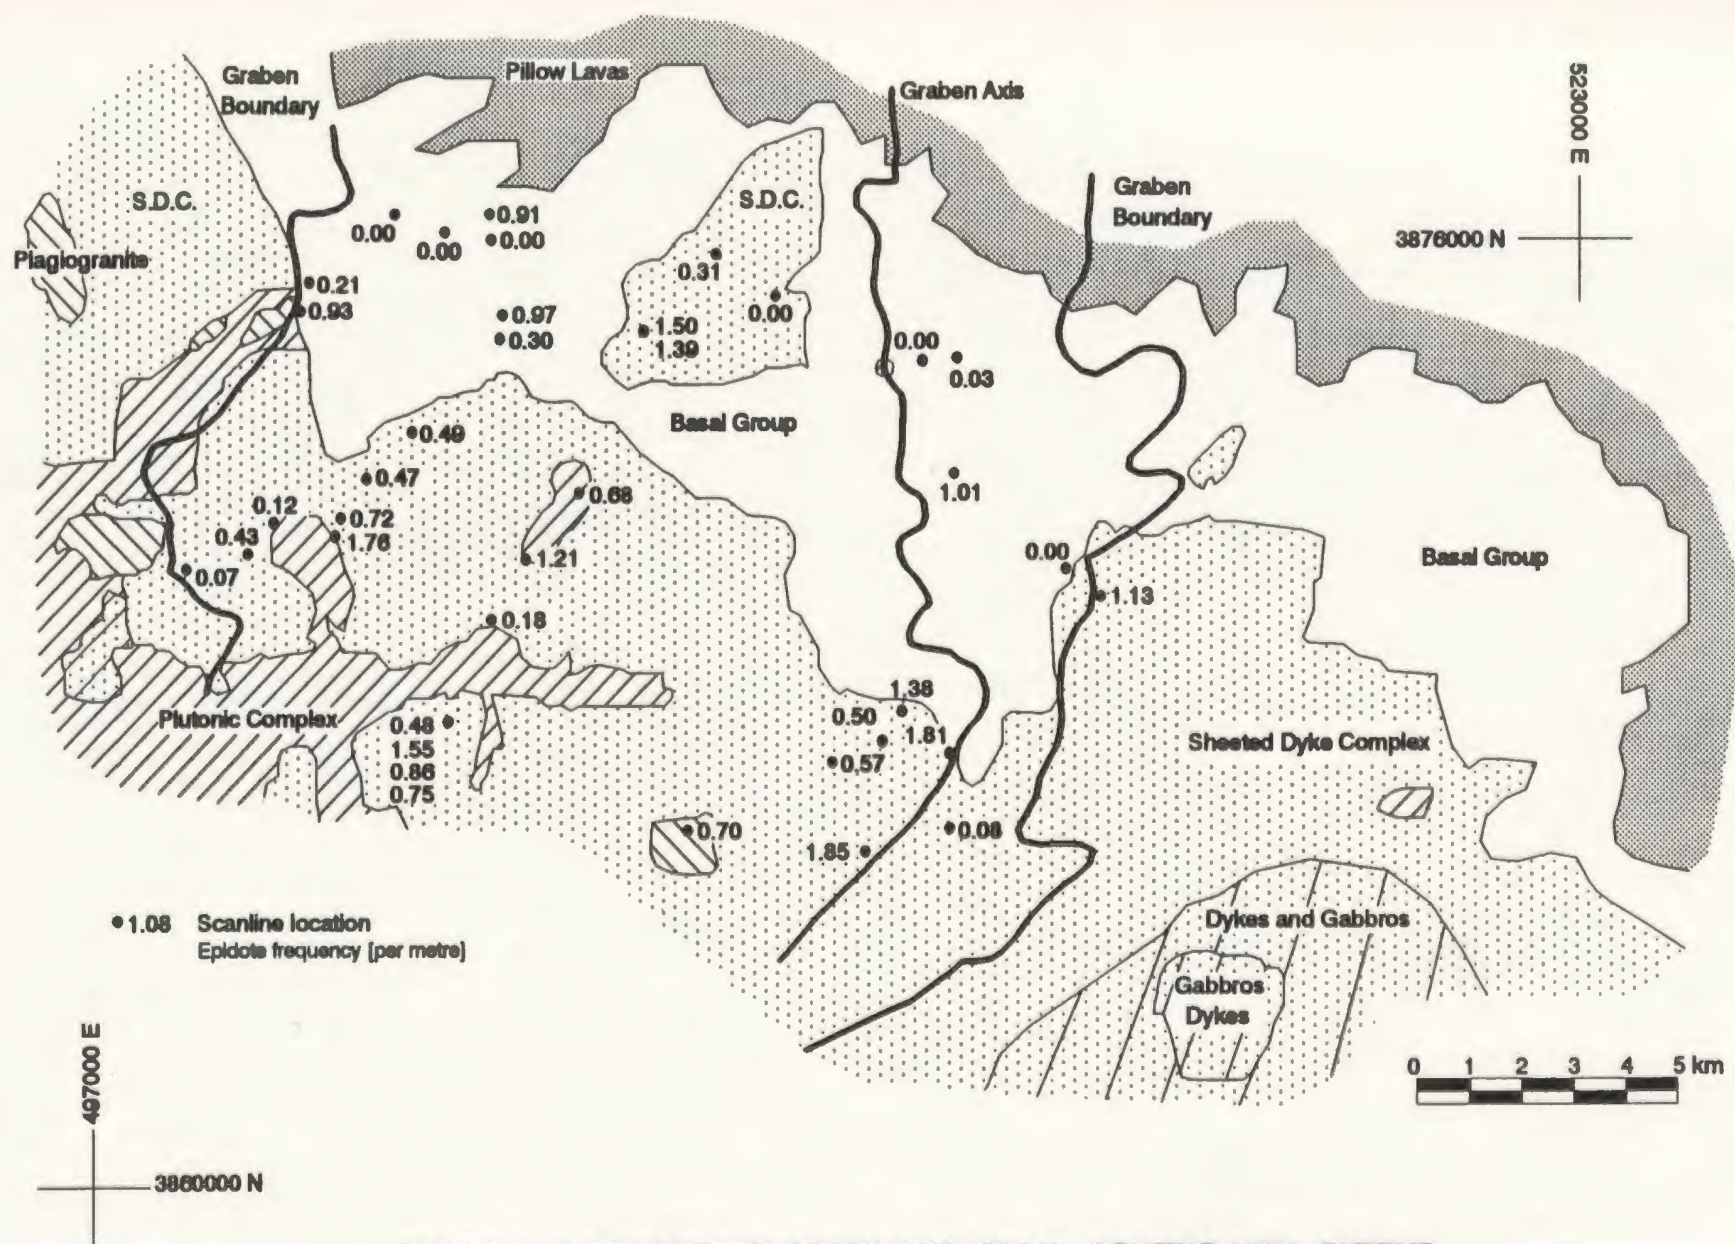 Graben
Boundary
Pillow Lavas
Graben Axis
523000 E
S.D.C.
S.D.C.
Graben
Boundary
3876000 N
Plagiogranite
0.00
0.00
0.91
0.00
0.31
0.00
0.21
0.93
0.97
0.30
1.50
1.39
0.00
0.03
0.49
Basal Group
0.47
0.68
1.01
0.12
0.72
0.43
1.76
0.07
1.21
0.00
1.13
Basal Group
0.18
Plutonic Complex
0.48
1.55
0.86
0.75
1.38
0.50
1.81
0.57
Sheeted Dyke Complex
0.70
1.85
1.08 Scanline location
Epidote frequency [per metre]
Dykes and Gabbros
Gabbros
Dykes
0 1 2 3 4 5 km
497000 E
3860000 N